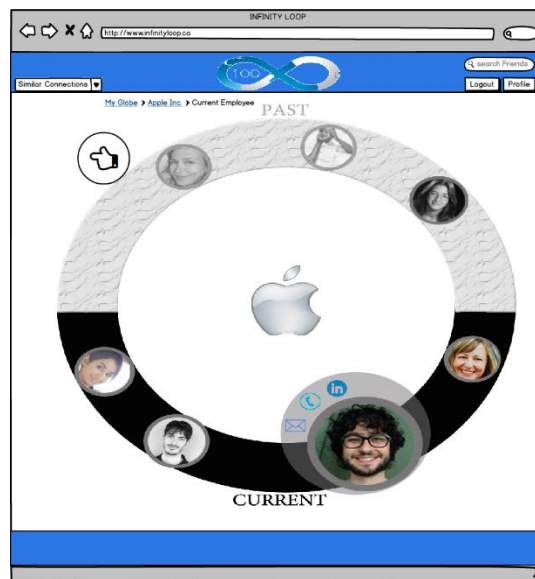 INFINITY LOOP
http://www.infinityloop.co
100
search Friends
Similar Connections
Logout Profile
My Globe > Apple Inc. > Current Employee
PAST
in
CURRENT